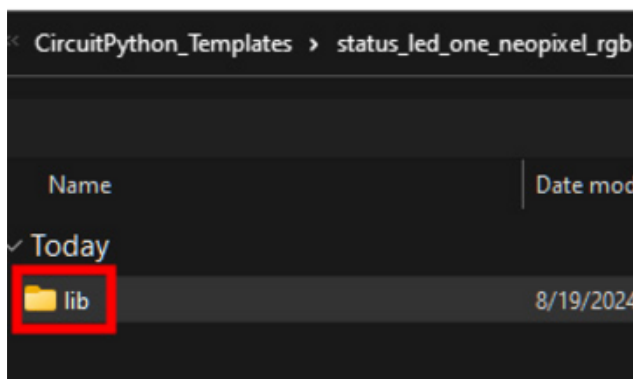 « CircuitPython_Templates › status_led_one_neopixel_rgb
Name Date mod
Today
lib 8/19/2024